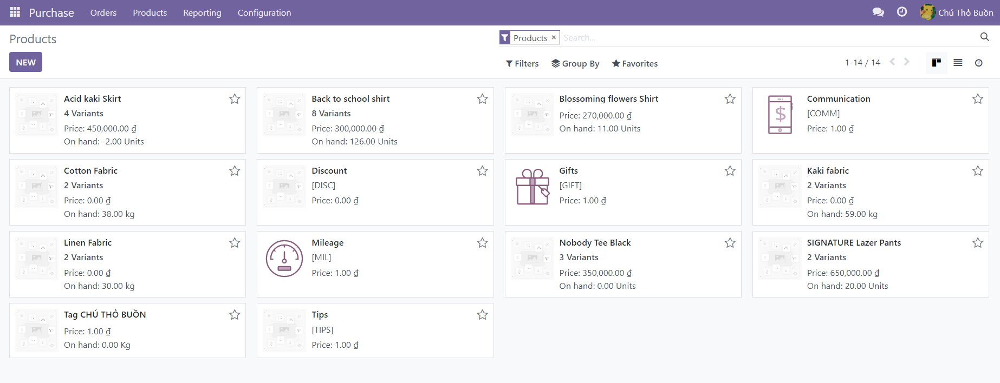 Purchase Orders Products Reporting Configuration Chú Thỏ Buồn
Products
Products × Search...
NEW
Filters Group By Favorites 1-14 / 14
Acid kaki Skirt
4 Variants
Price: 450,000.00 ₫
On hand: -2.00 Units
Back to school shirt
8 Variants
Price: 300,000.00 ₫
On hand: 126.00 Units
Blossoming flowers Shirt
Price: 270,000.00 ₫
On hand: 11.00 Units
$
Communication
[COMM]
Price: 1.00 ₫
Cotton Fabric
2 Variants
Price: 0.00 ₫
On hand: 38.00 kg
Discount
[DISC]
Price: 0.00 ₫
Gifts
[GIFT]
Price: 1.00 ₫
Kaki fabric
2 Variants
Price: 0.00 ₫
On hand: 59.00 kg
Linen Fabric
2 Variants
Price: 0.00 ₫
On hand: 30.00 kg
Mileage
[MIL]
Price: 1.00 ₫
Nobody Tee Black
3 Variants
Price: 350,000.00 ₫
On hand: 0.00 Units
SIGNATURE Lazer Pants
2 Variants
Price: 650,000.00 ₫
On hand: 20.00 Units
Tag CHÚ THỎ BUỒN
Price: 1.00 ₫
On hand: 0.00 Kg
Tips
[TIPS]
Price: 1.00 ₫